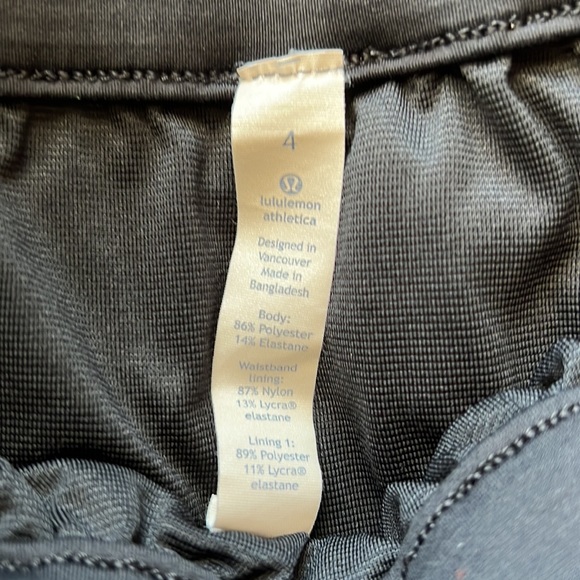 4
lululemon
athletica
Designed in
Vancouver
Made in
Bangladesh
Body:
86% Polyester
14% Elastane
Waistband
lining:
87% Nylon
13% Lycra®
elastane
Lining 1:
89% Polyester
11% Lycra®
elastane